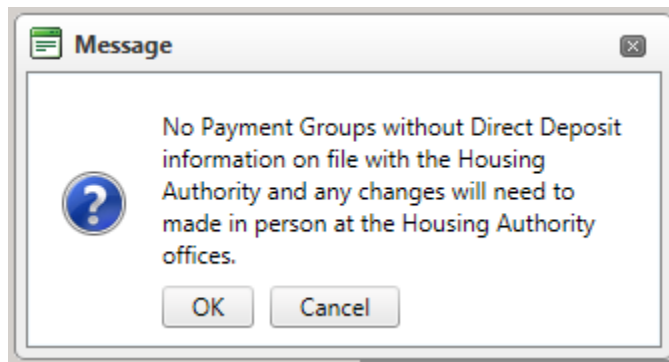 Message
No Payment Groups without Direct Deposit
information on file with the Housing
Authority and any changes will need to
made in person at the Housing Authority
offices.
OK
Cancel